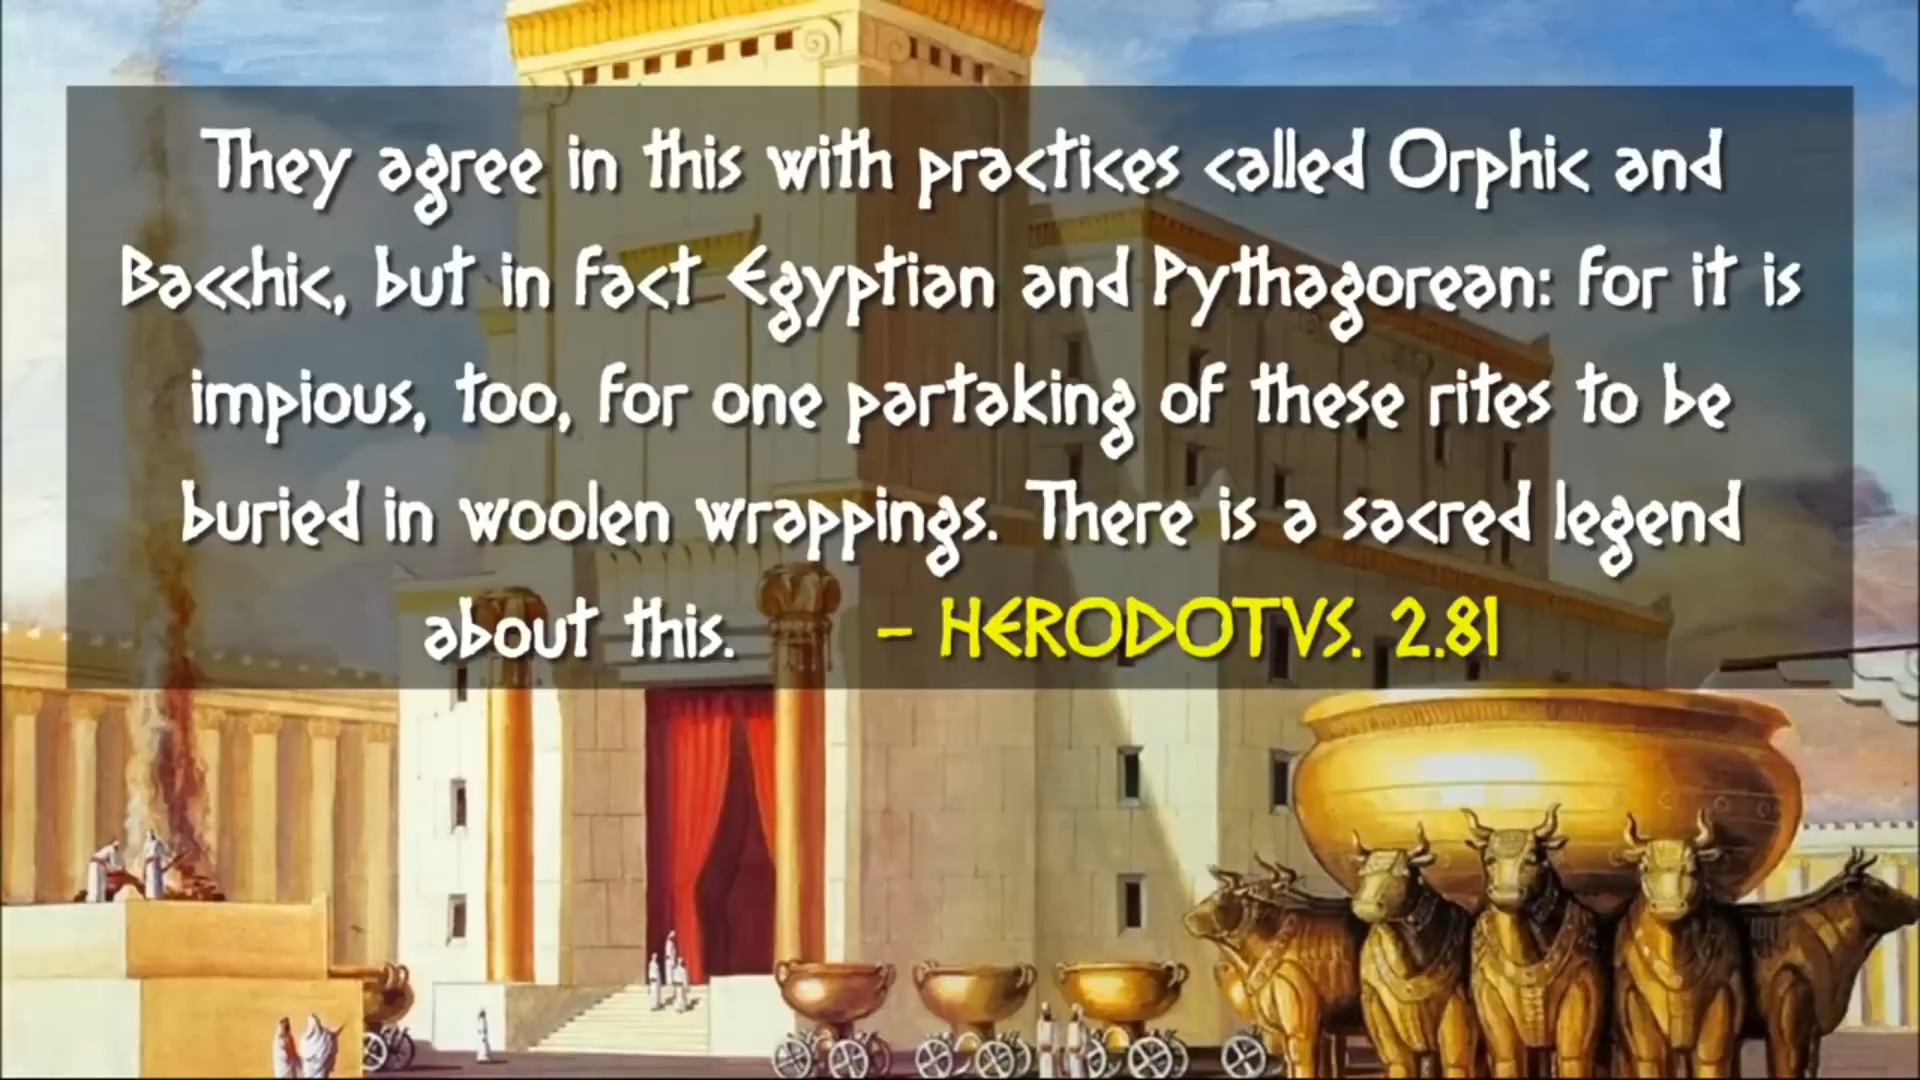 They agree in this with practices called Orphic and
Bacchic, but in fact Egyptian and Pythagorean: for it is
impious, too, for one partaking of these rites to be
buried in woolen wrappings. There is a sacred legend
about this. – HERODOTVS. 2.81